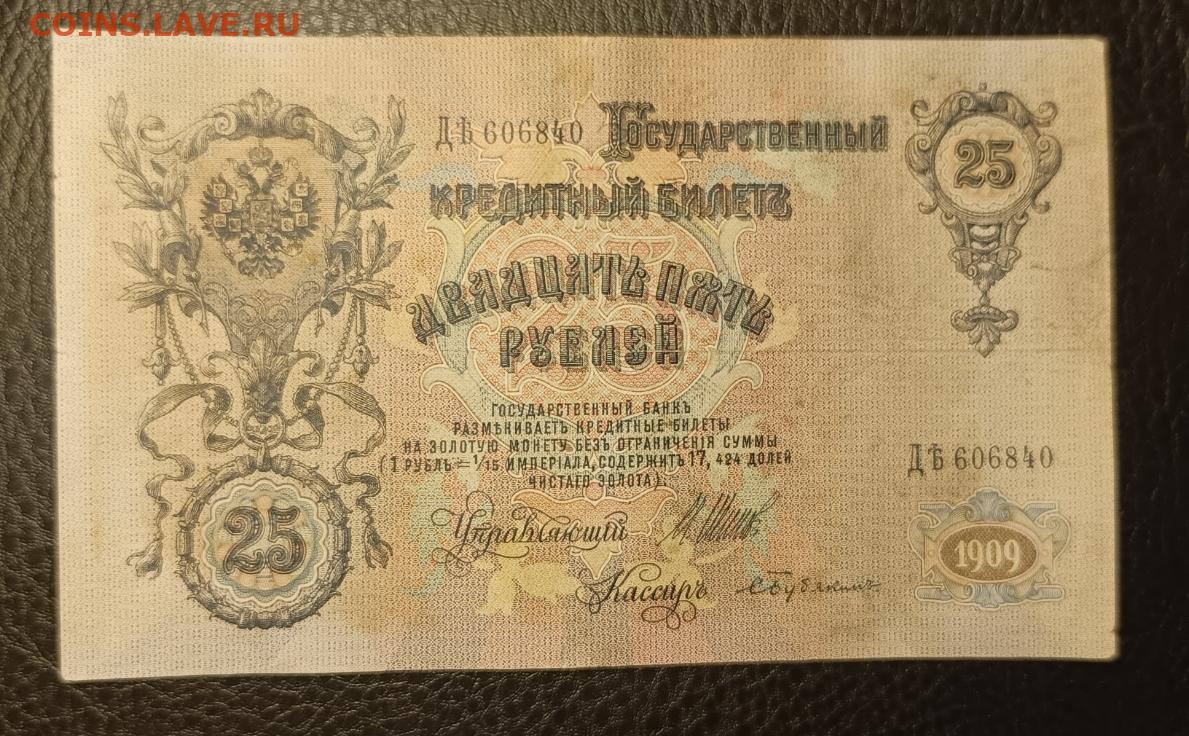 COINS.LAVE.RU
ДѢ 606840 Государственный
25
кредитный билетъ
25
двадцать пять
рублей
ГОСУДАРСТВЕННЫЙ БАНКЪ
РАЗМѢНИВАЕТЪ КРЕДИТНЫЕ БИЛЕТЫ
НА ЗОЛОТУЮ МОНЕТУ БЕЗЪ ОГРАНИЧЕНІЯ СУММЫ
(1 РУБЛЬ = 1/15 ИМПЕРІАЛА, СОДЕРЖИТЪ 17,424 ДОЛЕЙ
ЧИСТАГО ЗОЛОТА).
ДѢ 606840
25
Управляющій
1909
Кассиръ